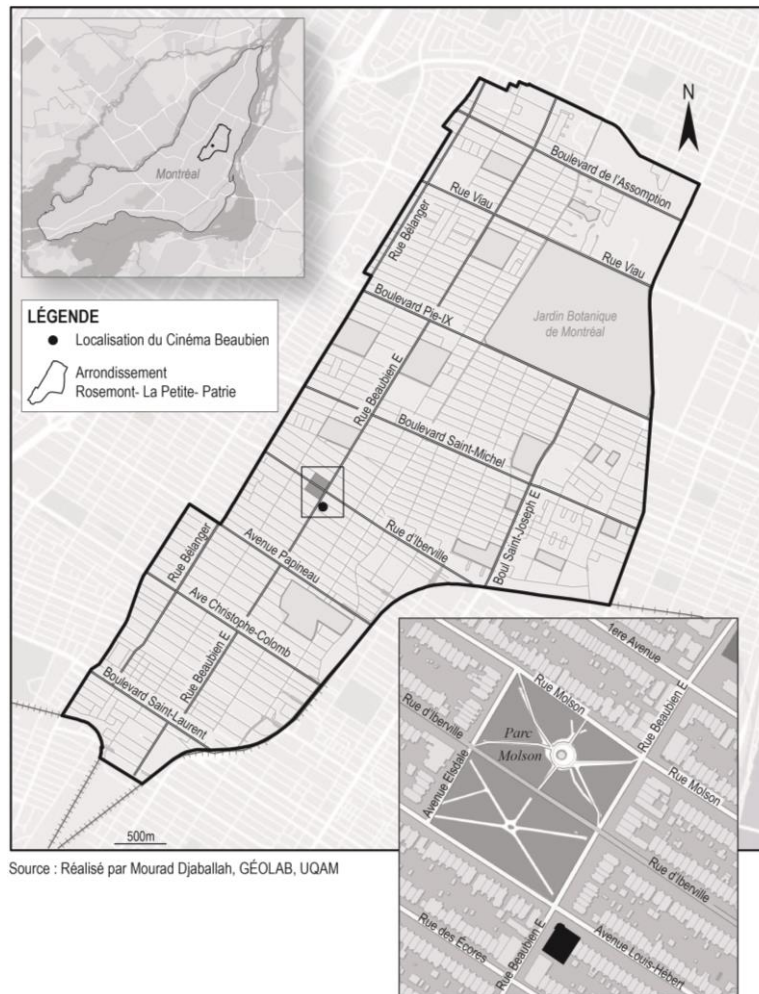 Montréal
N
Boulevard de l'Assomption
Rue Viau
Rue Bélanger
Rue Viau
Boulevard Pie-IX
Jardin Botanique
de Montréal
LÉGENDE
Localisation du Cinéma Beaubien
Arrondissement
Rosemont- La Petite- Patrie
Rue Beaubien E
Boulevard Saint-Michel
Rue d'Iberville
Boul Saint-Joseph E
Rue Bélanger
Avenue Papineau
Ave Christophe-Colomb
Rue Beaubien E
Boulevard Saint-Laurent
500m
1ere Avenue
Rue Molson
Rue Beaubien E
Rue d'Iberville
Parc
Molson
Avenue Elsdale
Rue Molson
Rue d'Iberville
Rue des Écores
Rue Beaubien E
Avenue Louis-Hébert
Source : Réalisé par Mourad Djaballah, GÉOLAB, UQAM